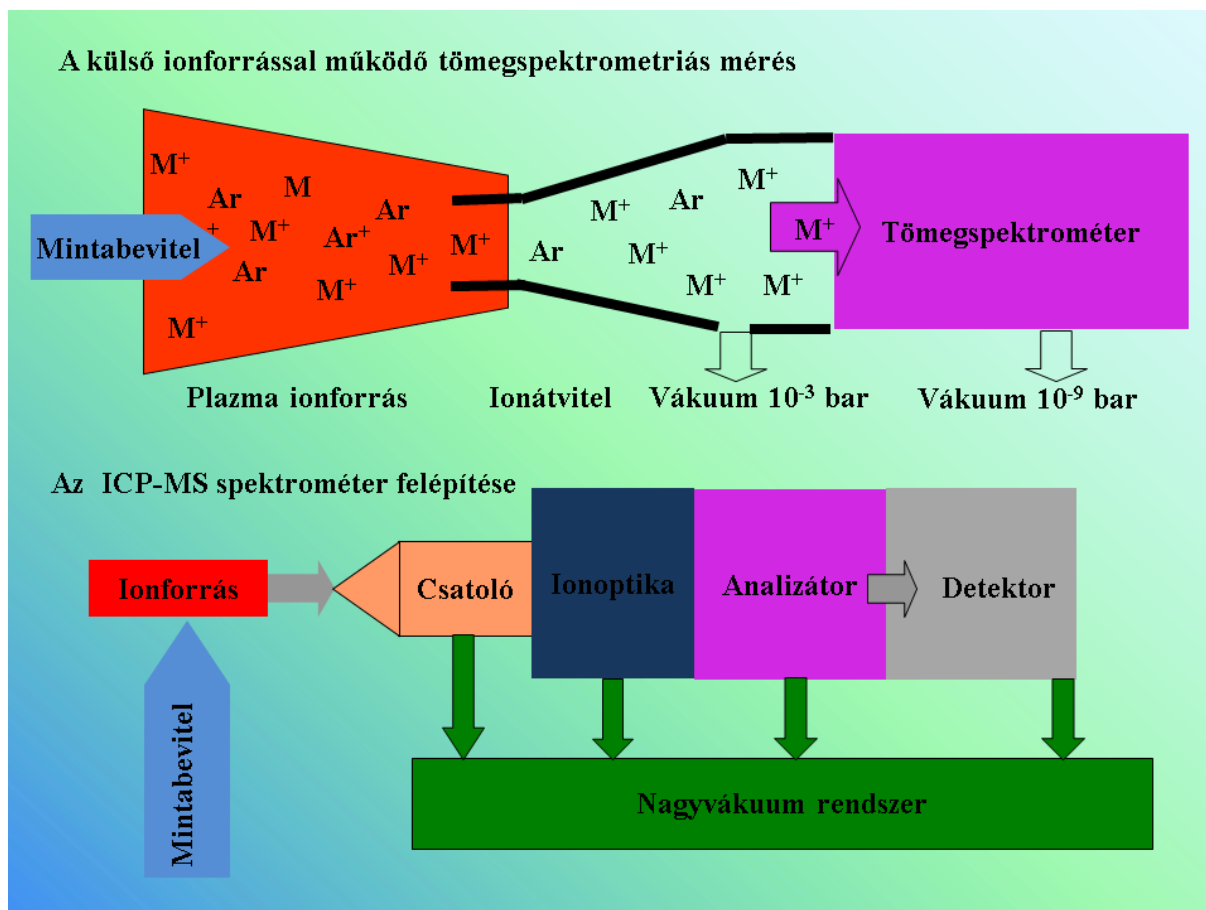 A külső ionforrással működő tömegspektrometriás mérés
M⁺
Ar
M
Ar
M⁺
Ar
M⁺
Mintabevitel
⁺
M⁺
Ar⁺
M⁺
M⁺
M⁺
Tömegspektrométer
Ar
M⁺
Ar
M⁺
M⁺
M⁺
M⁺
M⁺
Plazma ionforrás
Ionátvitel
Vákuum 10⁻³ bar
Vákuum 10⁻⁹ bar
Az ICP-MS spektrométer felépítése
Ionforrás
Csatoló
Ionoptika
Analizátor
Detektor
Mintabevitel
Nagyvákuum rendszer